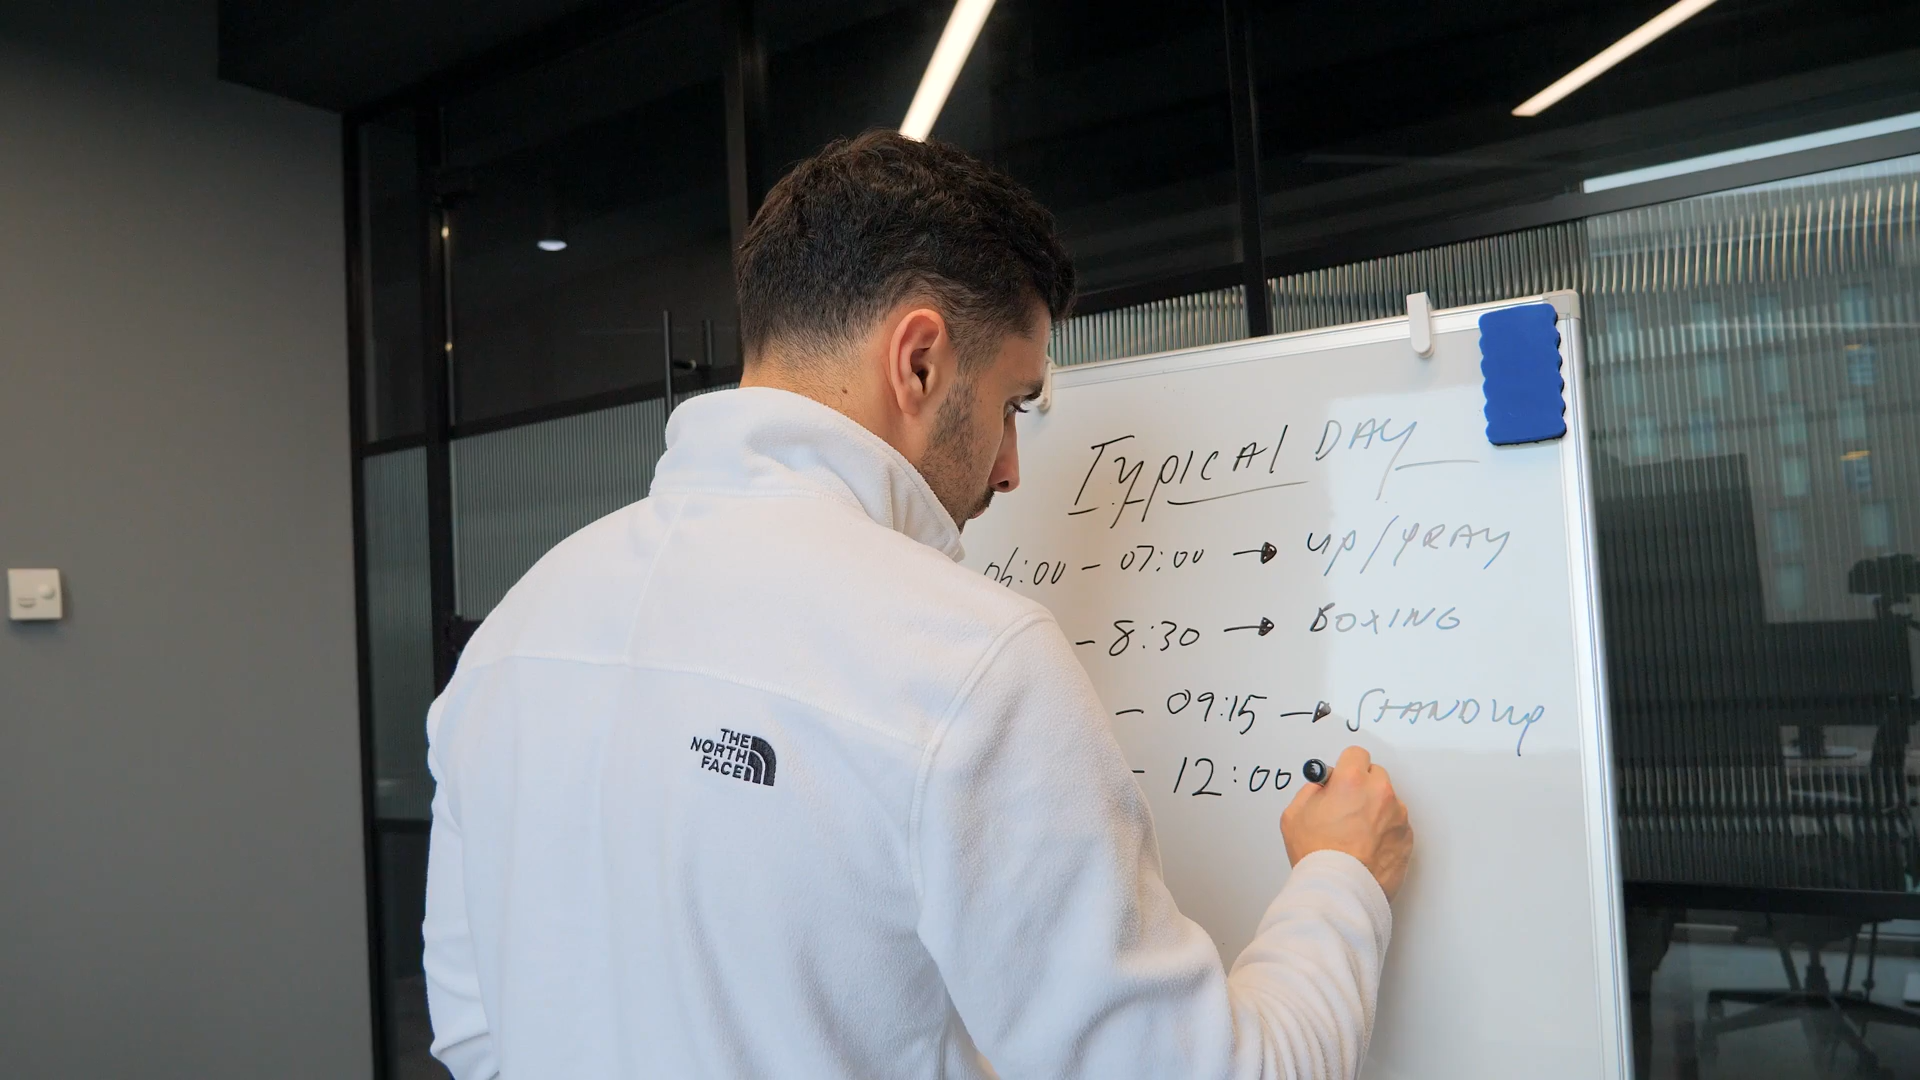 TYPICAL DAY
06:00 - 07:00 → UP/PRAY
- 8:30 → BOXING
- 09:15 → STANDUP
- 12:00
THE
NORTH
FACE